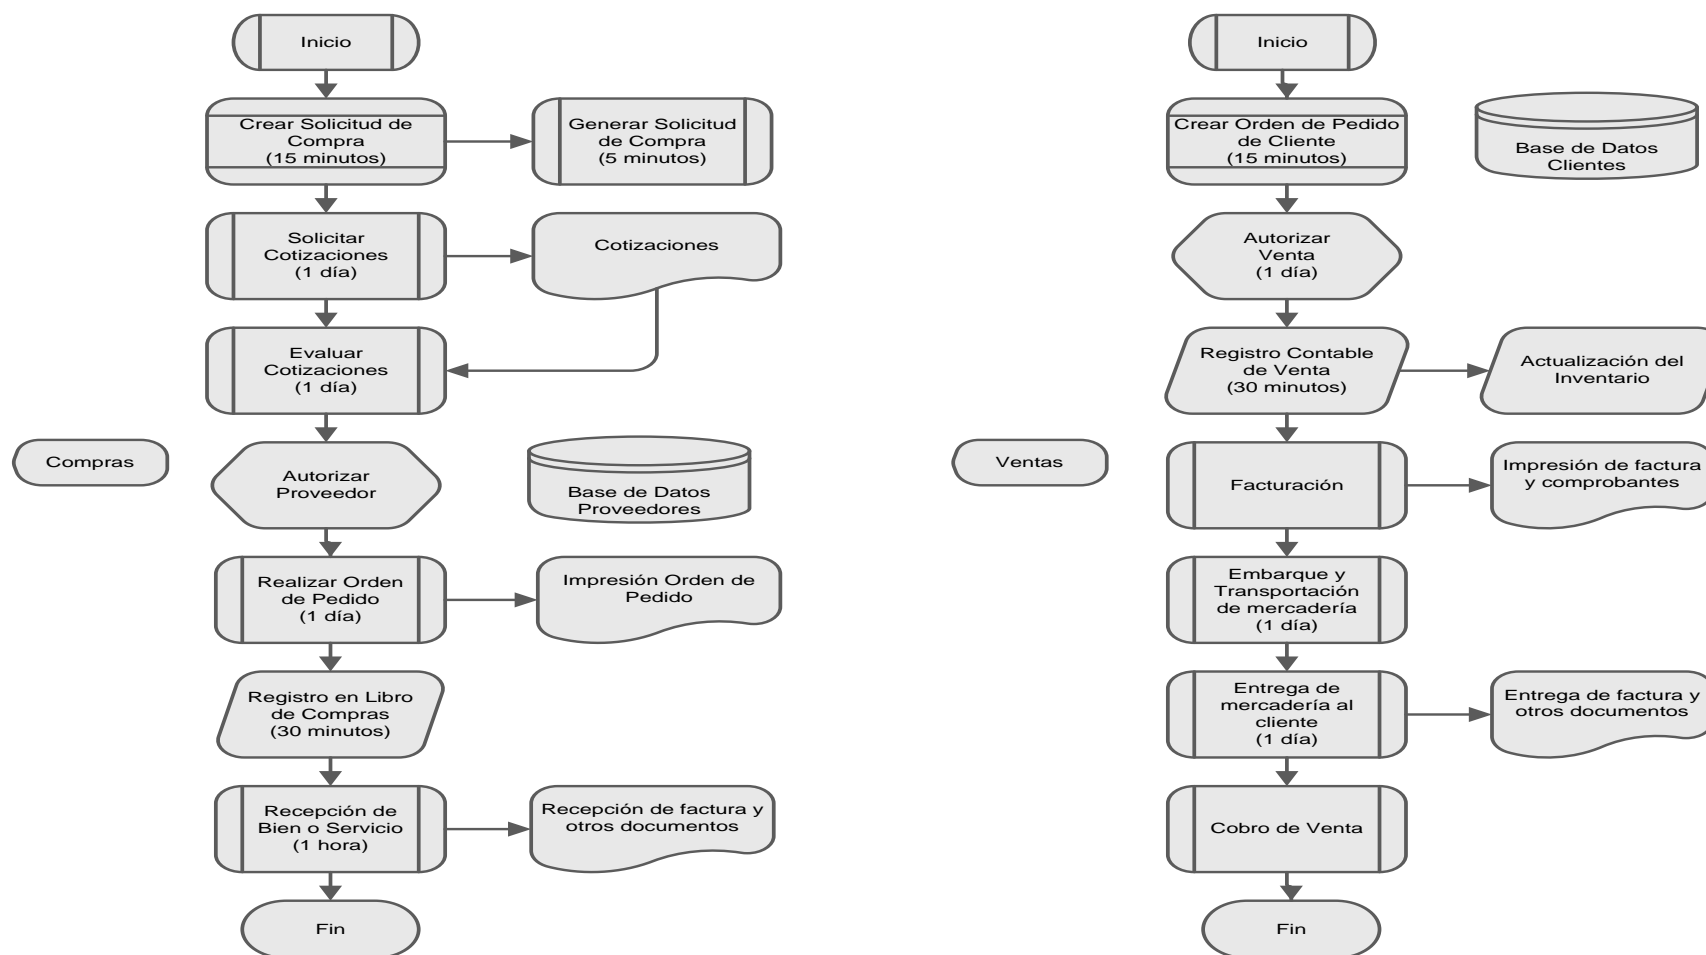 Inicio
Crear Solicitud de
Compra
(15 minutos)
Generar Solicitud
de Compra
(5 minutos)
Solicitar
Cotizaciones
(1 día)
Cotizaciones
Evaluar
Cotizaciones
(1 día)
Compras
Autorizar
Proveedor
Base de Datos
Proveedores
Realizar Orden
de Pedido
(1 día)
Impresión Orden de
Pedido
Registro en Libro
de Compras
(30 minutos)
Recepción de
Bien o Servicio
(1 hora)
Recepción de factura y
otros documentos
Fin
Inicio
Crear Orden de Pedido
de Cliente
(15 minutos)
Base de Datos
Clientes
Autorizar
Venta
(1 día)
Registro Contable
de Venta
(30 minutos)
Actualización del
Inventario
Ventas
Facturación
Impresión de factura
y comprobantes
Embarque y
Transportación
de mercadería
(1 día)
Entrega de
mercadería al
cliente
(1 día)
Entrega de factura y
otros documentos
Cobro de Venta
Fin